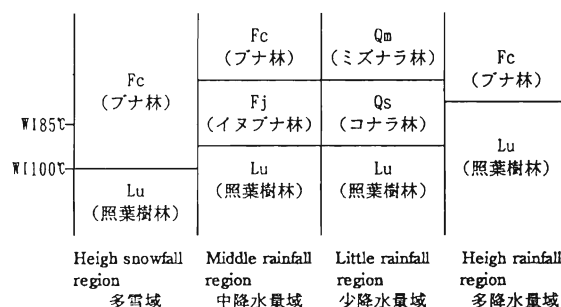 Fc
(ブナ林)
Fc
(ブナ林)
Fj
(イヌブナ林)
Qm
(ミズナラ林)
Qs
(コナラ林)
Fc
(ブナ林)
WI85℃
WI100℃
Lu
(照葉樹林)
Lu
(照葉樹林)
Lu
(照葉樹林)
Lu
(照葉樹林)
Heigh snowfall
region
多雪域
Middle rainfall
region
中降水量域
Little rainfall
region
少降水量域
Heigh rainfall
region
多降水量域